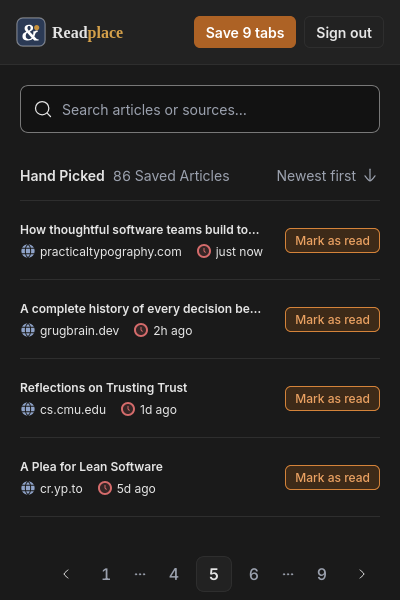 & Readplace Save 9 tabs Sign out
Search articles or sources...
Hand Picked 86 Saved Articles Newest first
How thoughtful software teams build to...
practicaltypography.com just now
Mark as read
A complete history of every decision be...
grugbrain.dev 2h ago
Mark as read
Reflections on Trusting Trust
cs.cmu.edu 1d ago
Mark as read
A Plea for Lean Software
cr.yp.to 5d ago
Mark as read
1 ... 4 5 6 ... 9